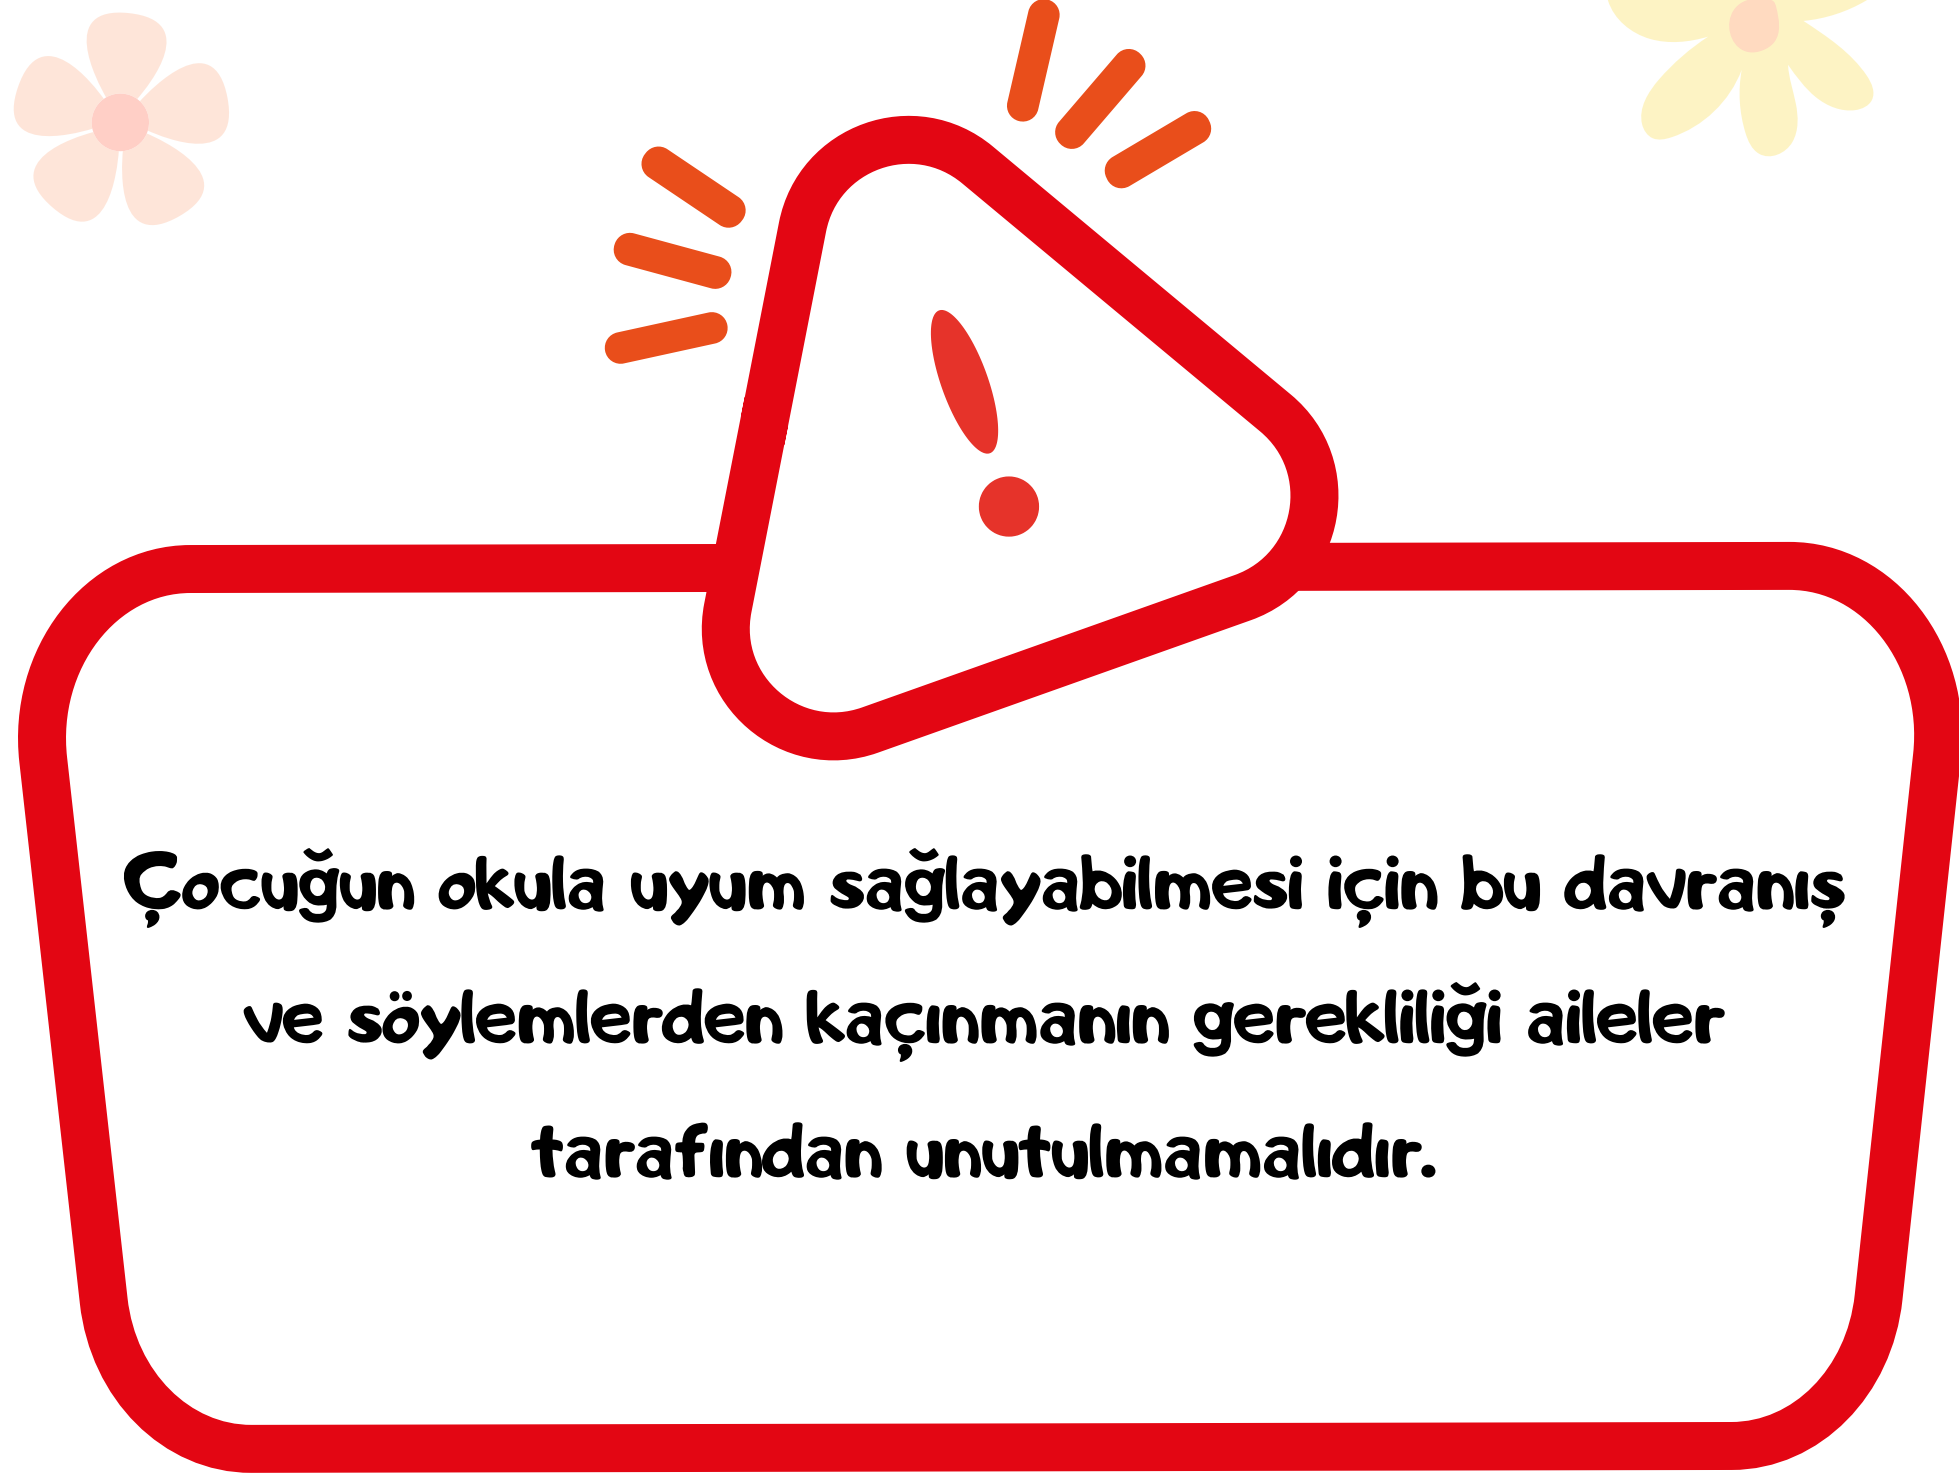 Çocuğun okula uyum sağlayabilmesi için bu davranış
ve söylemlerden kaçınmanın gerekliliği aileler
tarafından unutulmamalıdır.